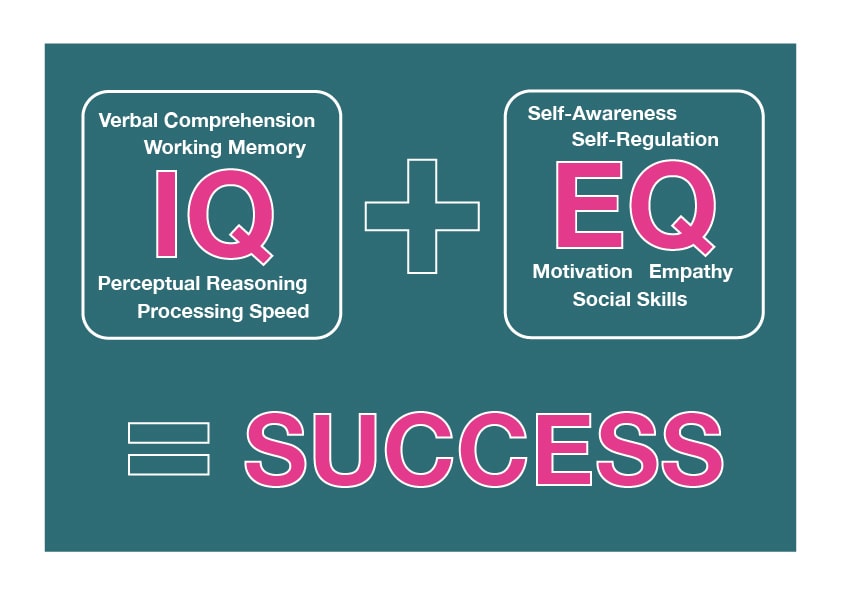 Verbal Comprehension
Working Memory
IQ
Perceptual Reasoning
Processing Speed
+
Self-Awareness
Self-Regulation
EQ
Motivation Empathy
Social Skills
= SUCCESS